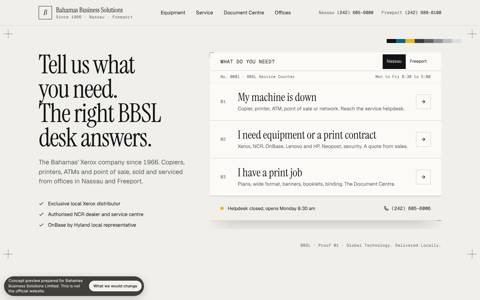 B
Bahamas Business Solutions
Since 1966 · Nassau · Freeport
Equipment
Service
Document Centre
Offices
Nassau (242) 605-6000
Freeport (242) 606-6100
Tell us what
you need.
The right BBSL
desk answers.
The Bahamas' Xerox company since 1966. Copiers,
printers, ATMs and point of sale, sold and serviced
from offices in Nassau and Freeport.
Exclusive local Xerox distributor
Authorised NCR dealer and service centre
OnBase by Hyland local representative
WHAT DO YOU NEED?
Nassau
Freeport
No. 0001 · BBSL Service Counter
Mon to Fri 8:30 to 5:00
01
My machine is down
Copier, printer, ATM, point of sale or network. Reach the service helpdesk.
02
I need equipment or a print contract
Xerox, NCR, OnBase, Lenovo and HP, Neopost, security. A quote from sales.
03
I have a print job
Plans, wide format, banners, booklets, binding. The Document Centre.
Helpdesk closed, opens Monday 8:30 am
(242) 605-6006
BBSL · Proof 01 · Global Technology. Delivered Locally.
Concept preview prepared for Bahamas
Business Solutions Limited. This is not
the official website.
What we would change